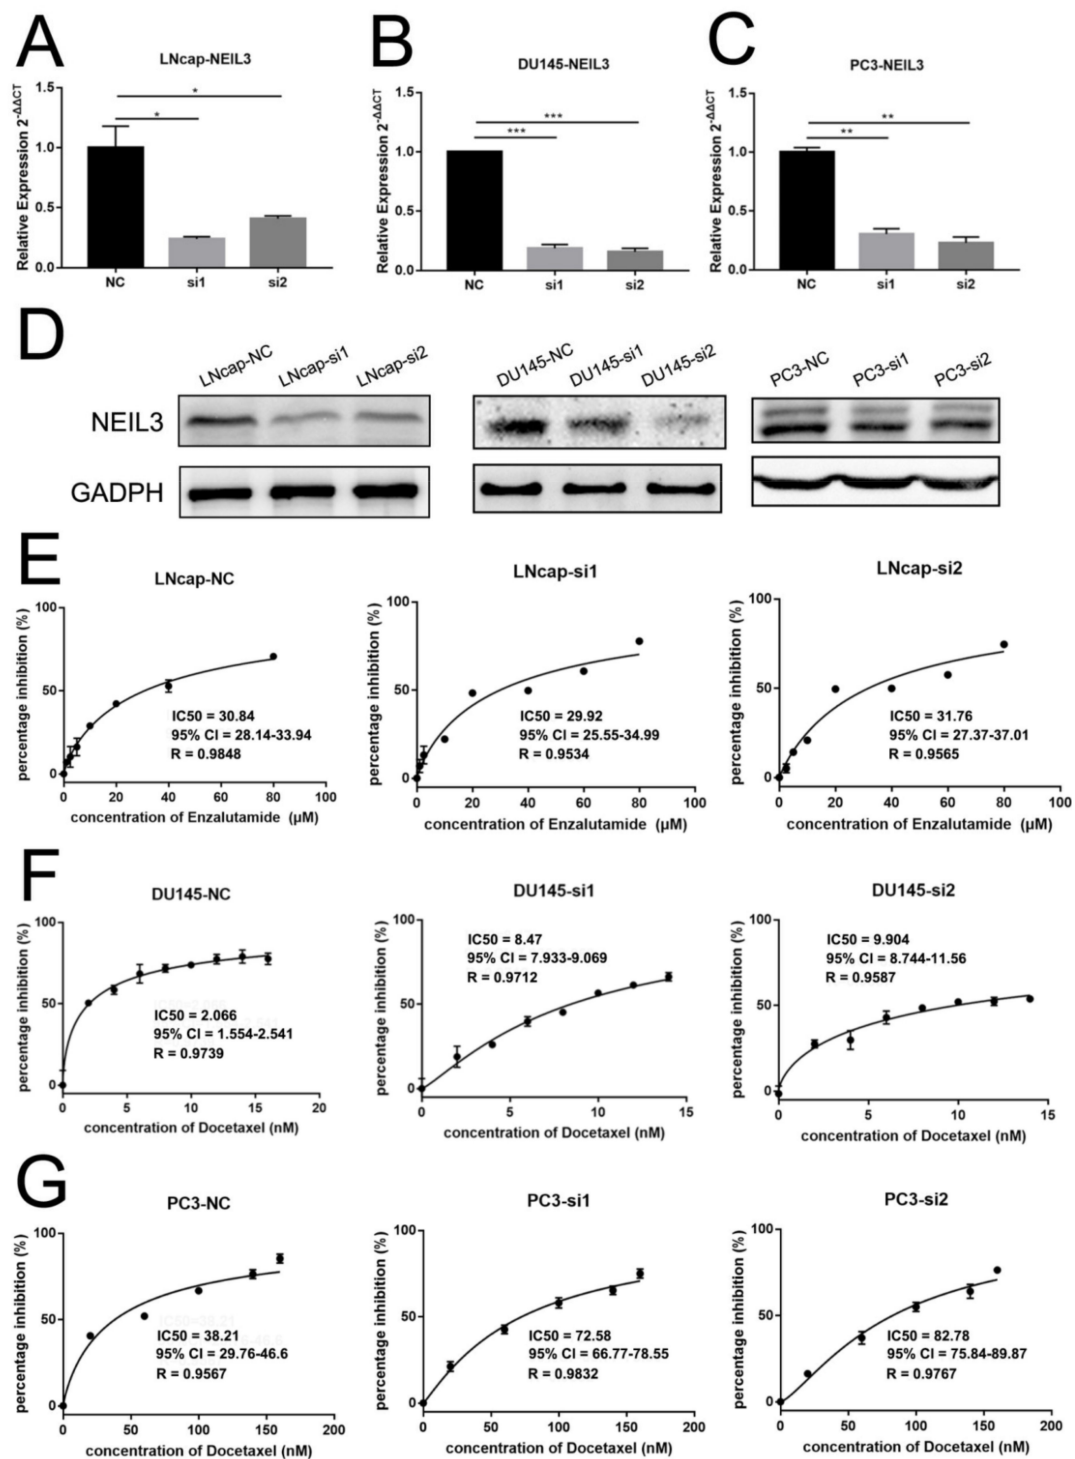 A
LNcap-NEIL3
Relative Expression 2-ΔΔCT
1.5
1.0
0.5
0.0
*
*
NC
si1
si2
B
DU145-NEIL3
Relative Expression 2-ΔΔCT
1.5
1.0
0.5
0.0
***
***
NC
si1
si2
C
PC3-NEIL3
Relative Expression 2-ΔΔCT
1.5
1.0
0.5
0.0
**
**
NC
si1
si2
D
LNcap-NC
LNcap-si1
LNcap-si2
DU145-NC
DU145-si1
DU145-si2
PC3-NC
PC3-si1
PC3-si2
NEIL3
GADPH
E
LNcap-NC
percentage inhibition (%)
100
50
0
IC50 = 30.84
95% CI = 28.14-33.94
R = 0.9848
0 20 40 60 80 100
concentration of Enzalutamide (μM)
LNcap-si1
percentage inhibition (%)
100
50
0
IC50 = 29.92
95% CI = 25.55-34.99
R = 0.9534
0 20 40 60 80 100
concentration of Enzalutamide (μM)
LNcap-si2
percentage inhibition (%)
100
50
0
IC50 = 31.76
95% CI = 27.37-37.01
R = 0.9565
0 20 40 60 80 100
concentration of Enzalutamide (μM)
F
DU145-NC
percentage inhibition (%)
100
50
0
IC50 = 2.066
95% CI = 1.554-2.541
R = 0.9739
0 5 10 15 20
concentration of Docetaxel (nM)
DU145-si1
percentage inhibition (%)
100
50
0
IC50 = 8.47
95% CI = 7.933-9.069
R = 0.9712
0 5 10 15
concentration of Docetaxel (nM)
DU145-si2
percentage inhibition (%)
100
50
0
IC50 = 9.904
95% CI = 8.744-11.56
R = 0.9587
0 5 10 15
concentration of Docetaxel (nM)
G
PC3-NC
percentage inhibition (%)
100
50
0
IC50 = 38.21
95% CI = 29.76-46.6
R = 0.9567
0 50 100 150 200
concentration of Docetaxel (nM)
PC3-si1
percentage inhibition (%)
100
50
0
IC50 = 72.58
95% CI = 66.77-78.55
R = 0.9832
0 50 100 150 200
concentration of Docetaxel (nM)
PC3-si2
percentage inhibition (%)
100
50
0
IC50 = 82.78
95% CI = 75.84-89.87
R = 0.9767
0 50 100 150 200
concentration of Docetaxel (nM)